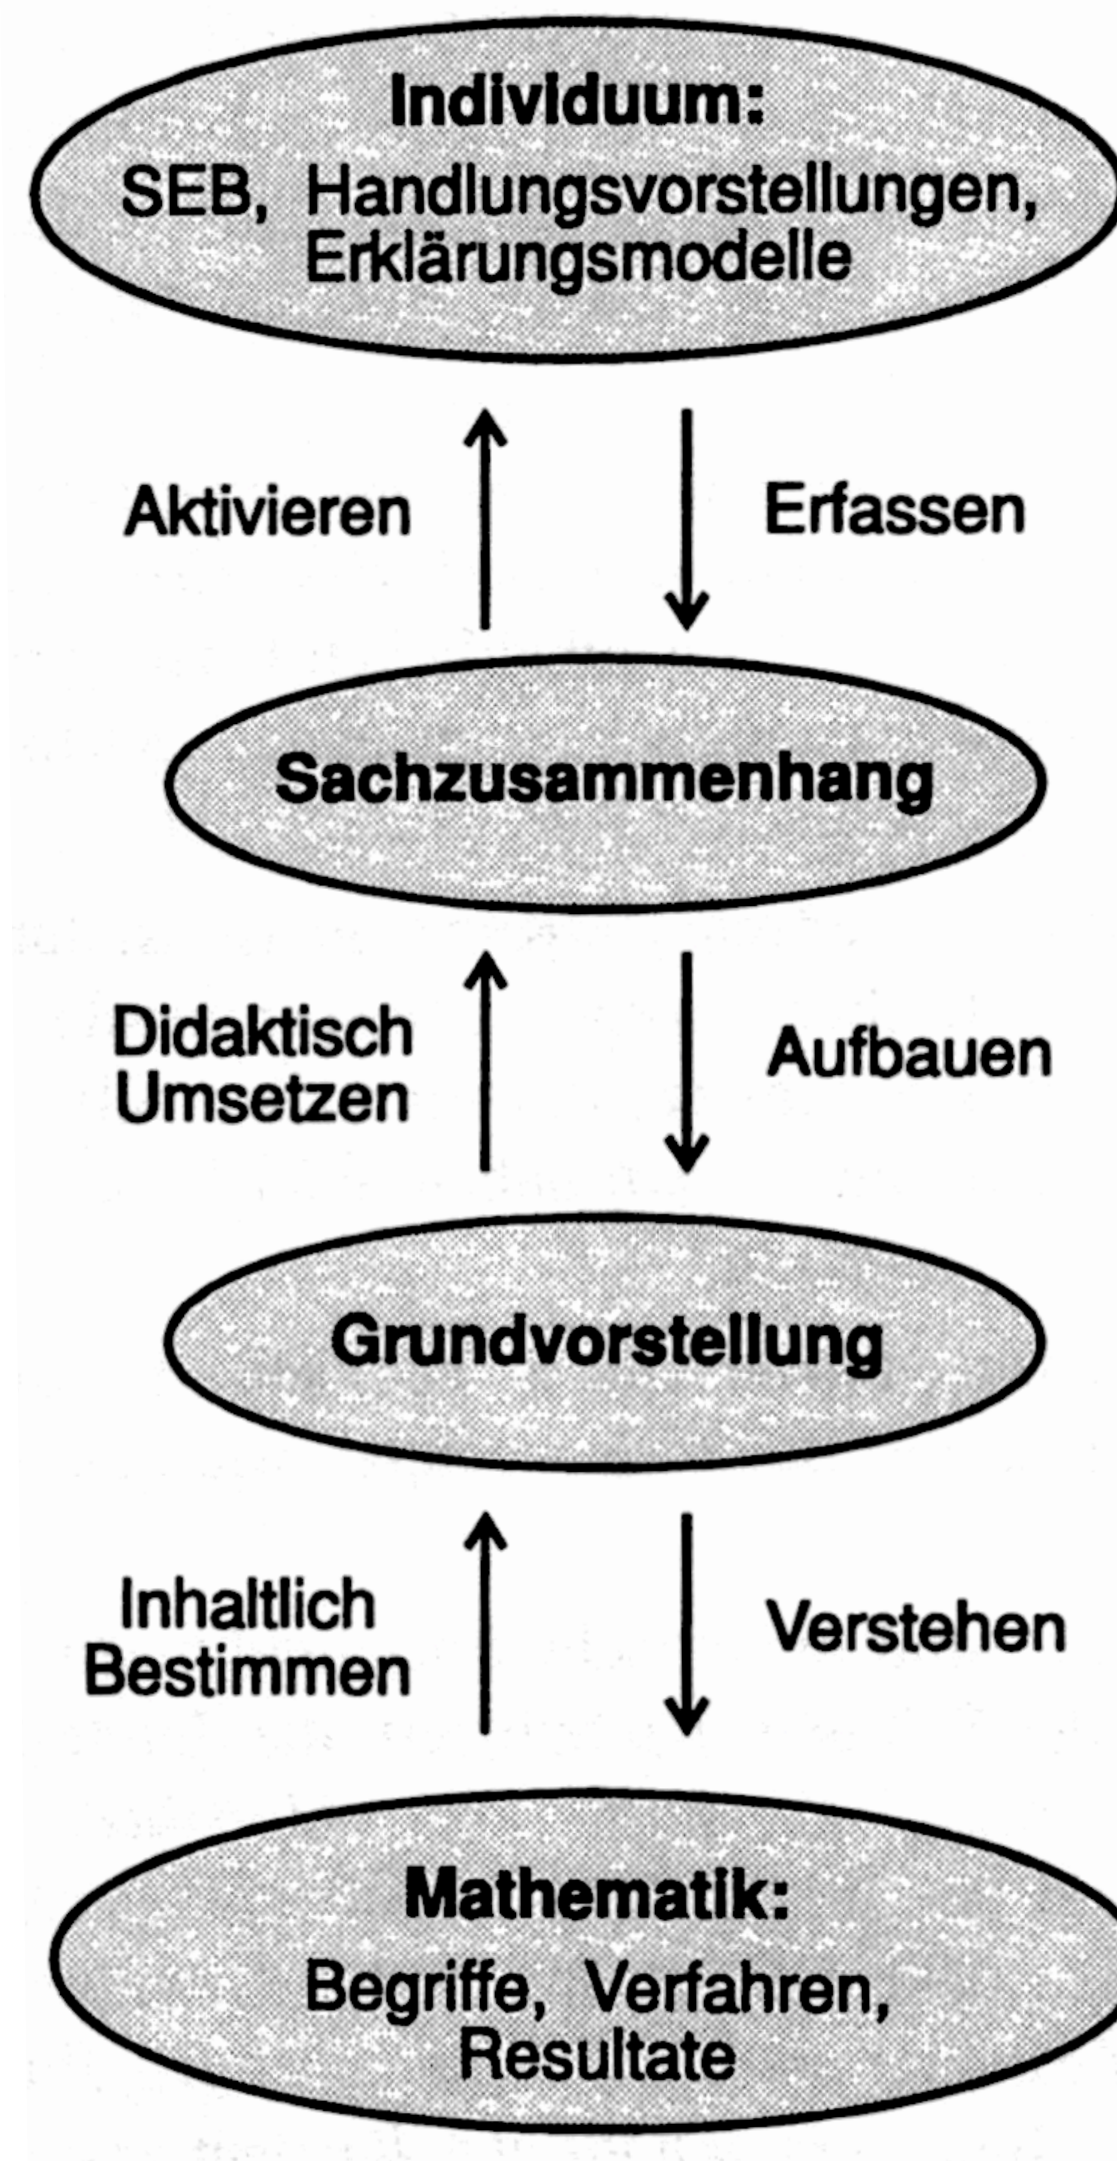 Individuum:
SEB, Handlungsvorstellungen,
Erklärungsmodelle
Aktivieren
Erfassen
Sachzusammenhang
Didaktisch
Umsetzen
Aufbauen
Grundvorstellung
Inhaltlich
Bestimmen
Verstehen
Mathematik:
Begriffe, Verfahren,
Resultate